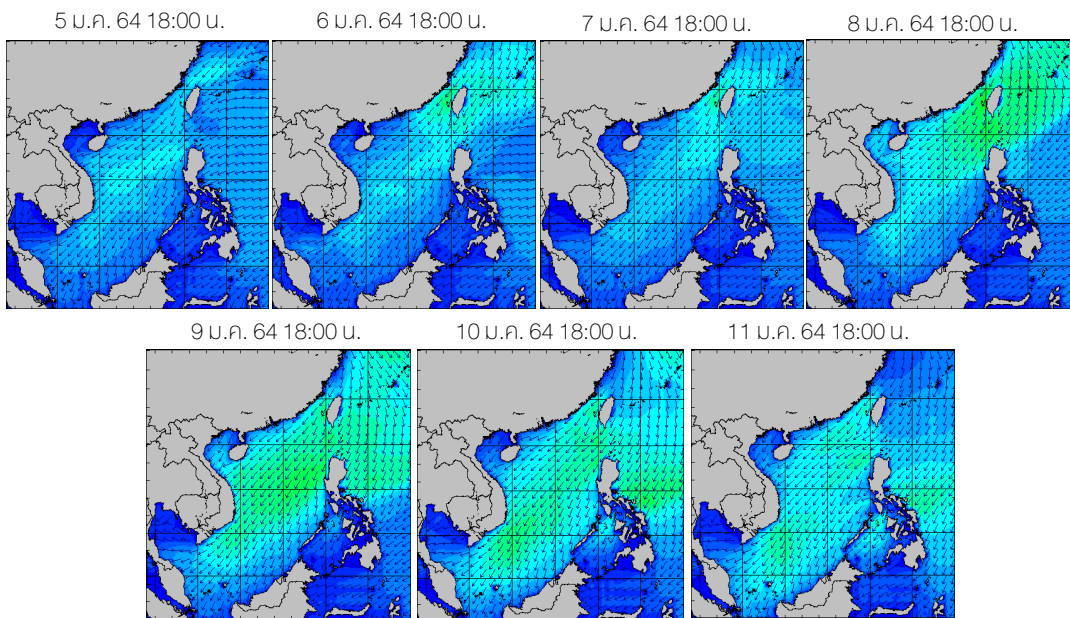 5 ม.ค. 64 18:00 น.
6 ม.ค. 64 18:00 น.
7 ม.ค. 64 18:00 น.
8 ม.ค. 64 18:00 น.
9 ม.ค. 64 18:00 น.
10 ม.ค. 64 18:00 น.
11 ม.ค. 64 18:00 น.